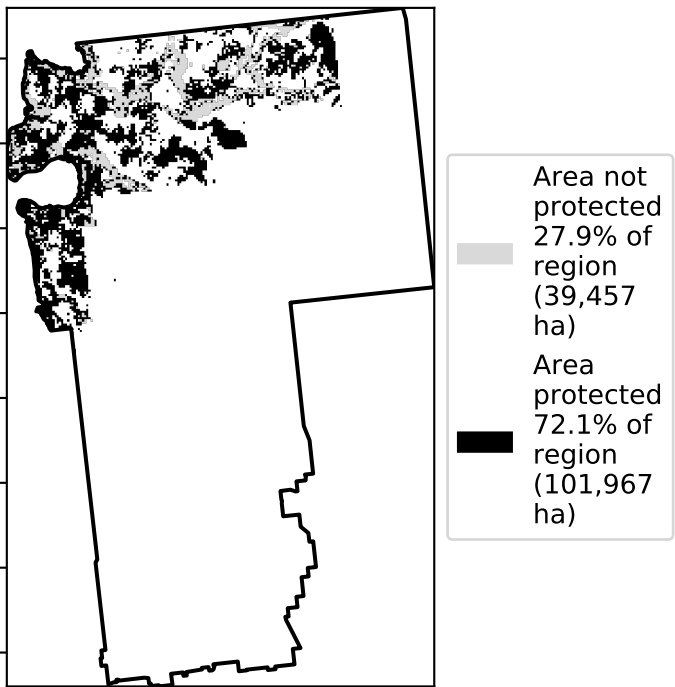 Area not
protected
27.9% of
region
(39,457
ha)
Area
protected
72.1% of
region
(101,967
ha)